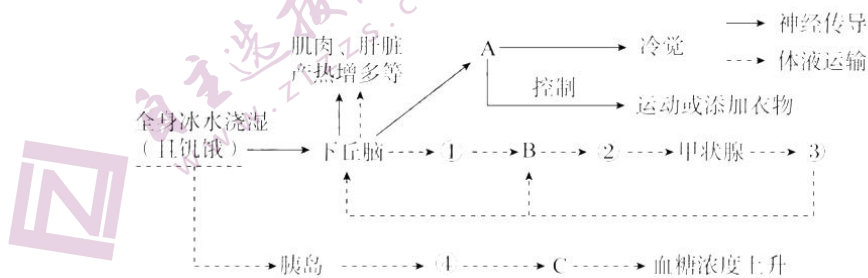 神经传导
体液运输
肌肉、肝脏
产热增多等
A
冷觉
控制
运动或添加衣物
全身冰水浇湿
(且饥饿)
下丘脑
①
B
②
甲状腺
③
胰岛
④
C
血糖浓度上升